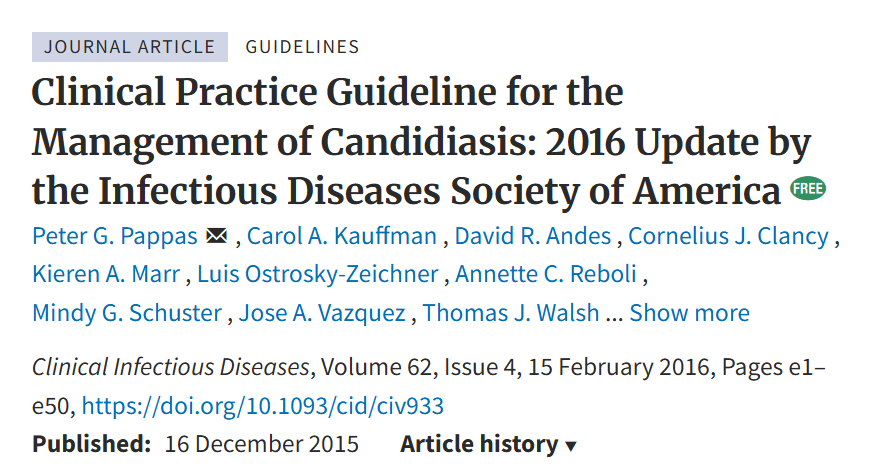 JOURNAL ARTICLE GUIDELINES
Clinical Practice Guideline for the
Management of Candidiasis: 2016 Update by
the Infectious Diseases Society of America FREE
Peter G. Pappas , Carol A. Kauffman , David R. Andes , Cornelius J. Clancy ,
Kieren A. Marr , Luis Ostrosky-Zeichner , Annette C. Reboli ,
Mindy G. Schuster , Jose A. Vazquez , Thomas J. Walsh ... Show more
Clinical Infectious Diseases, Volume 62, Issue 4, 15 February 2016, Pages e1–
e50, https://doi.org/10.1093/cid/civ933
Published: 16 December 2015 Article history ▼